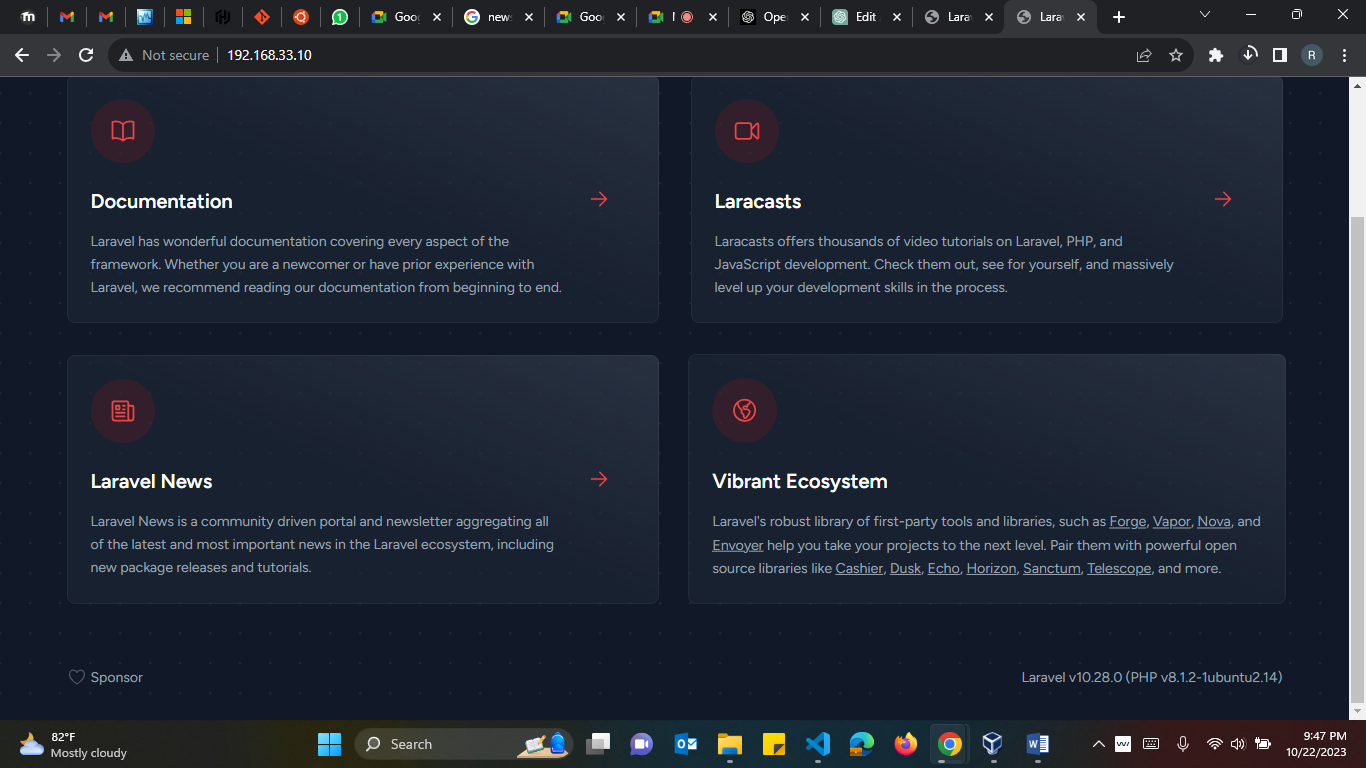 Goo
new
Goo
Ope
Edit
Lara
Lara
Not secure
192.168.33.10
R
Documentation
Laravel has wonderful documentation covering every aspect of the
framework. Whether you are a newcomer or have prior experience with
Laravel, we recommend reading our documentation from beginning to end.
Laracasts
Laracasts offers thousands of video tutorials on Laravel, PHP, and
JavaScript development. Check them out, see for yourself, and massively
level up your development skills in the process.
Laravel News
Laravel News is a community driven portal and newsletter aggregating all
of the latest and most important news in the Laravel ecosystem, including
new package releases and tutorials.
Vibrant Ecosystem
Laravel's robust library of first-party tools and libraries, such as Forge, Vapor, Nova, and
Envoyer help you take your projects to the next level. Pair them with powerful open
source libraries like Cashier, Dusk, Echo, Horizon, Sanctum, Telescope, and more.
Sponsor
Laravel v10.28.0 (PHP v8.1.2-1ubuntu2.14)
82°F
Mostly cloudy
Search
9:47 PM
10/22/2023